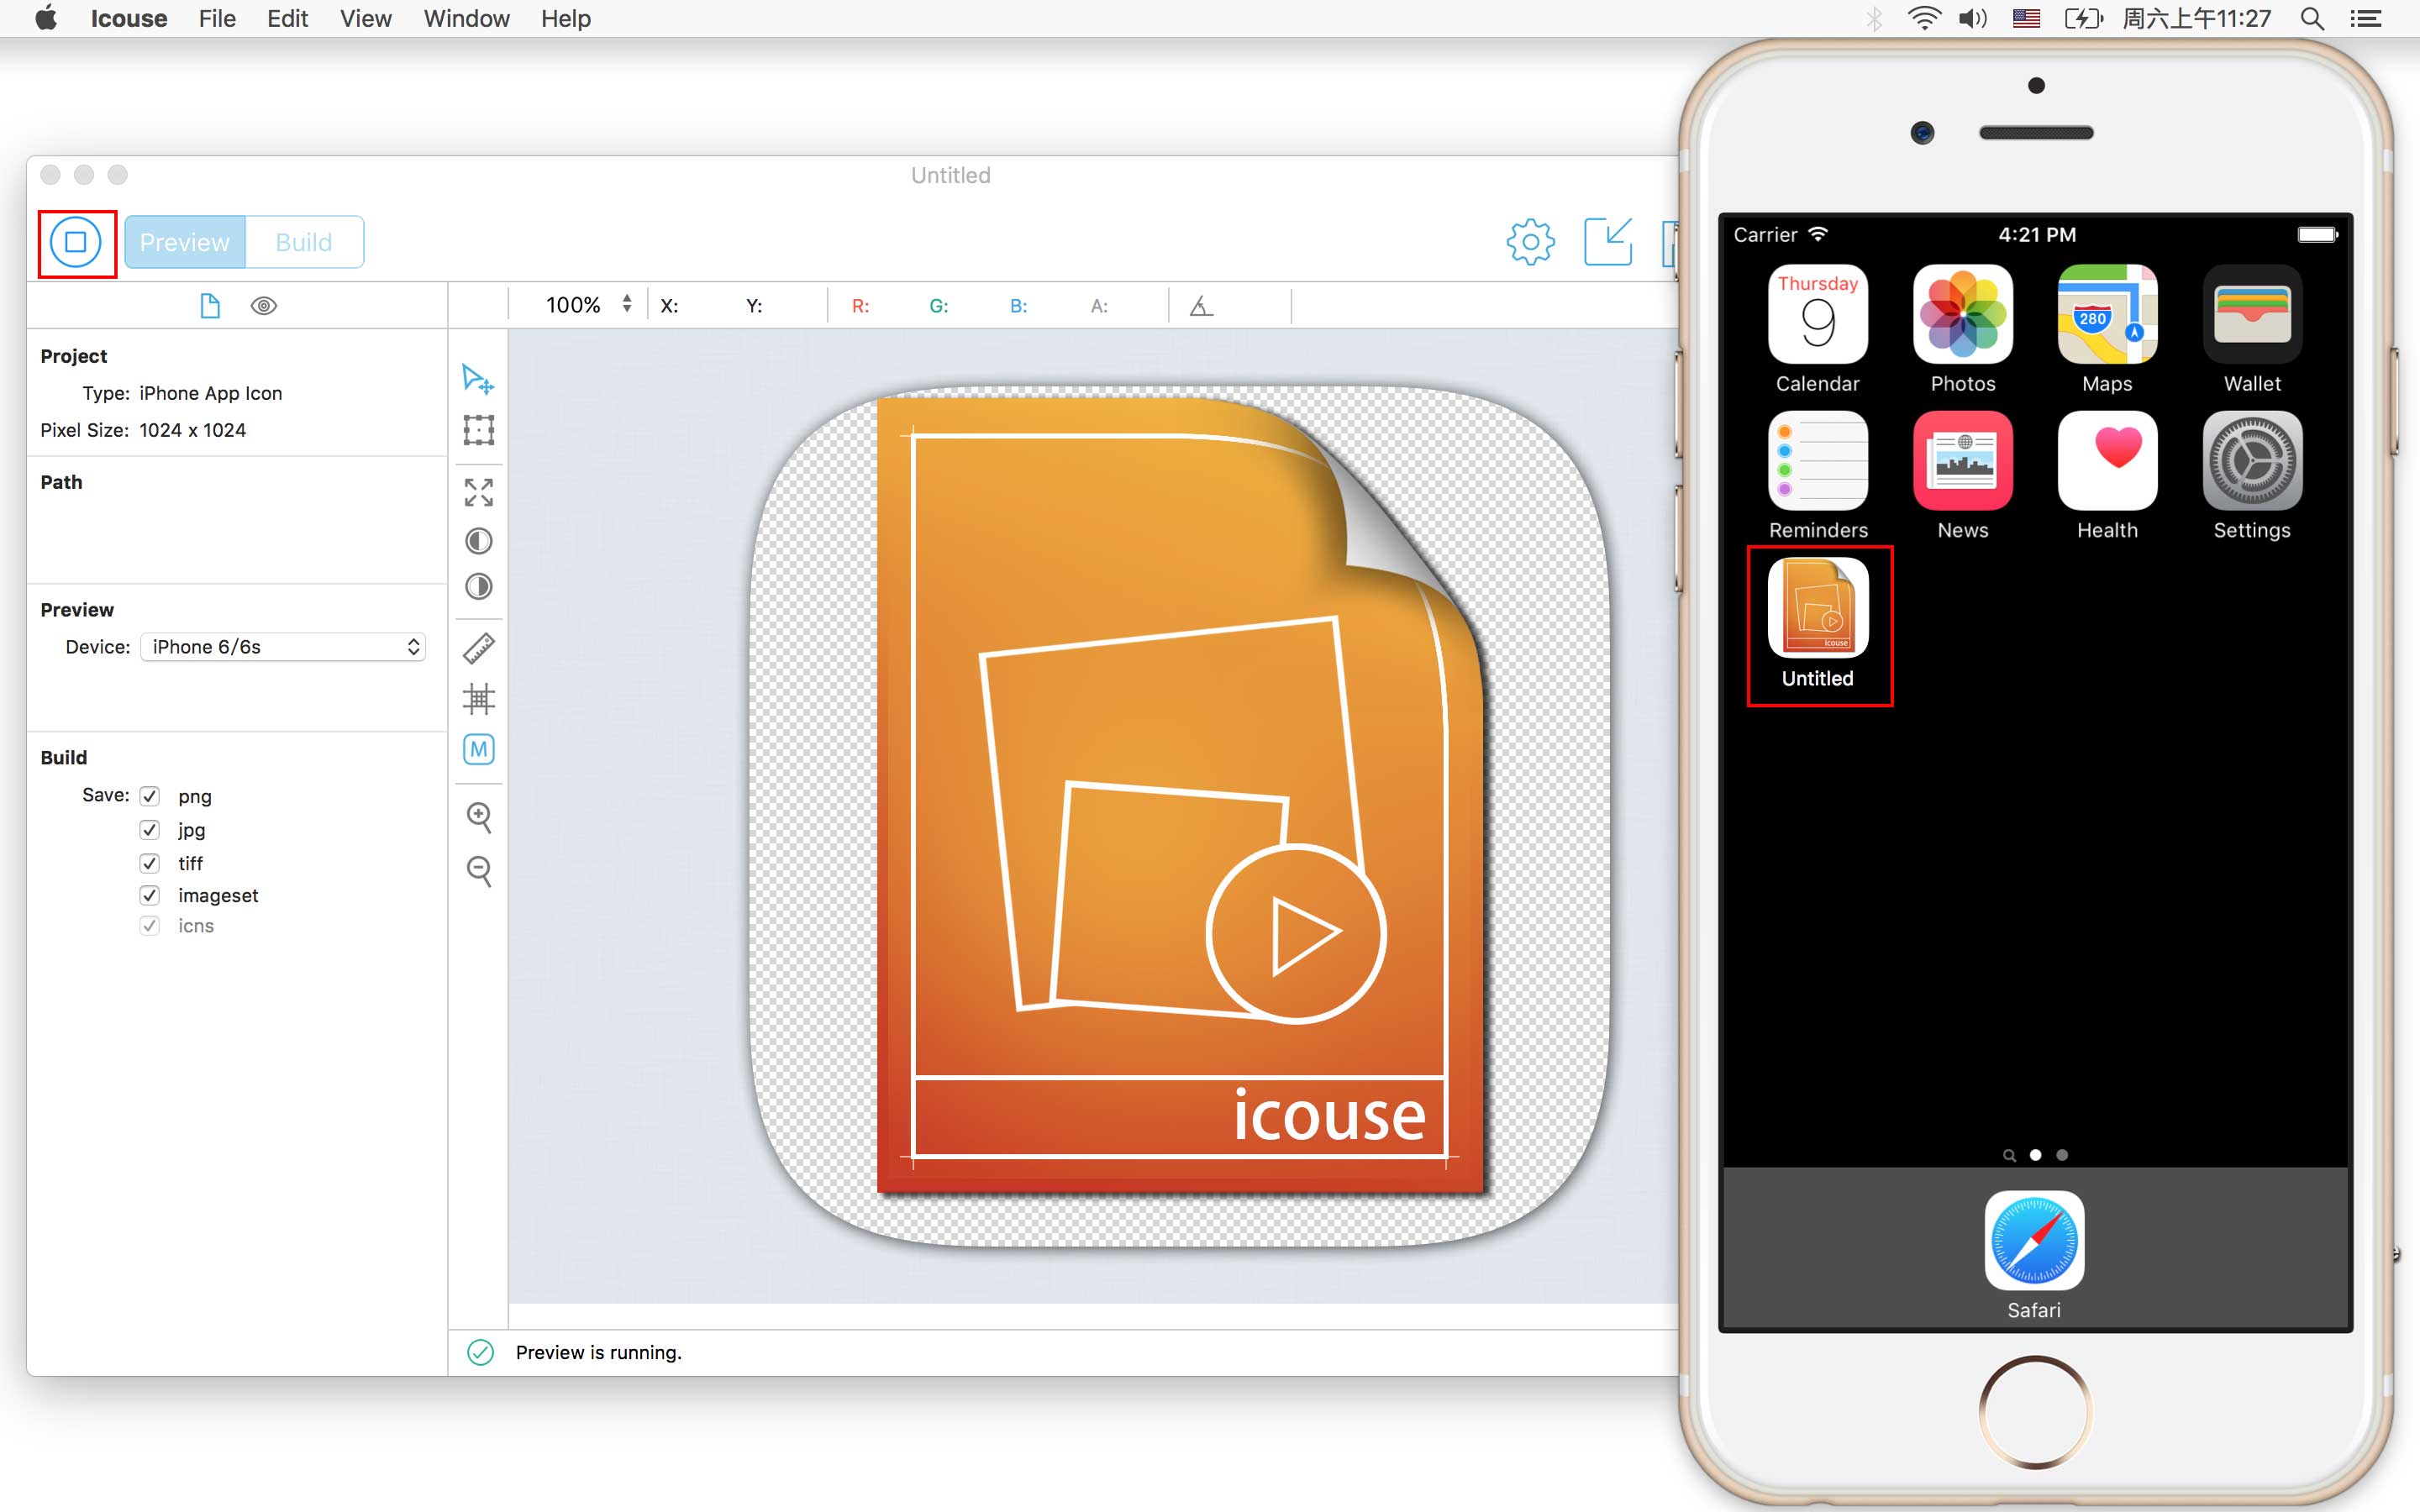 Icouse File Edit View Window Help 周六上午11:27
Untitled
Preview Build
100% X: Y: R: G: B: A:
Project
Type: iPhone App Icon
Pixel Size: 1024 x 1024
Path
Preview
Device: iPhone 6/6s
Build
Save: png
jpg
tiff
imageset
icns
M
icouse
Preview is running.
Carrier 4:21 PM
Thursday
9
280
Calendar Photos Maps Wallet
Reminders News Health Settings
icouse
Untitled
Safari